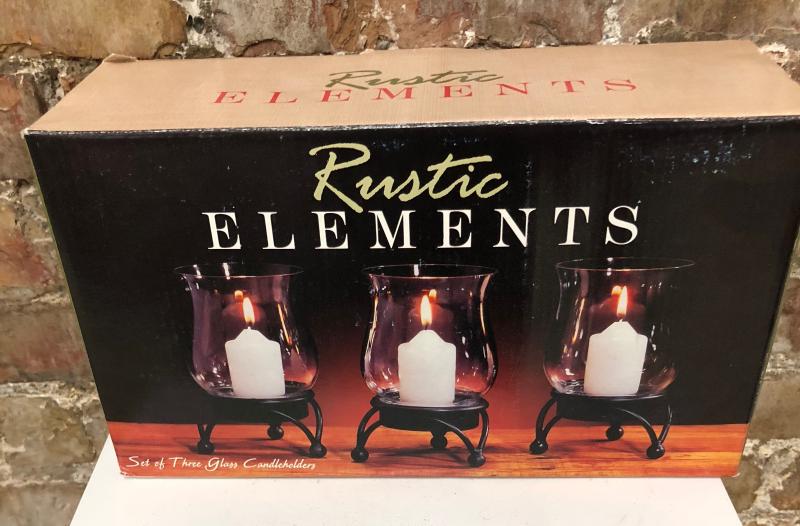 Rustic
ELEMENTS
Rustic
ELEMENTS
Set of Three Glass Candleholders